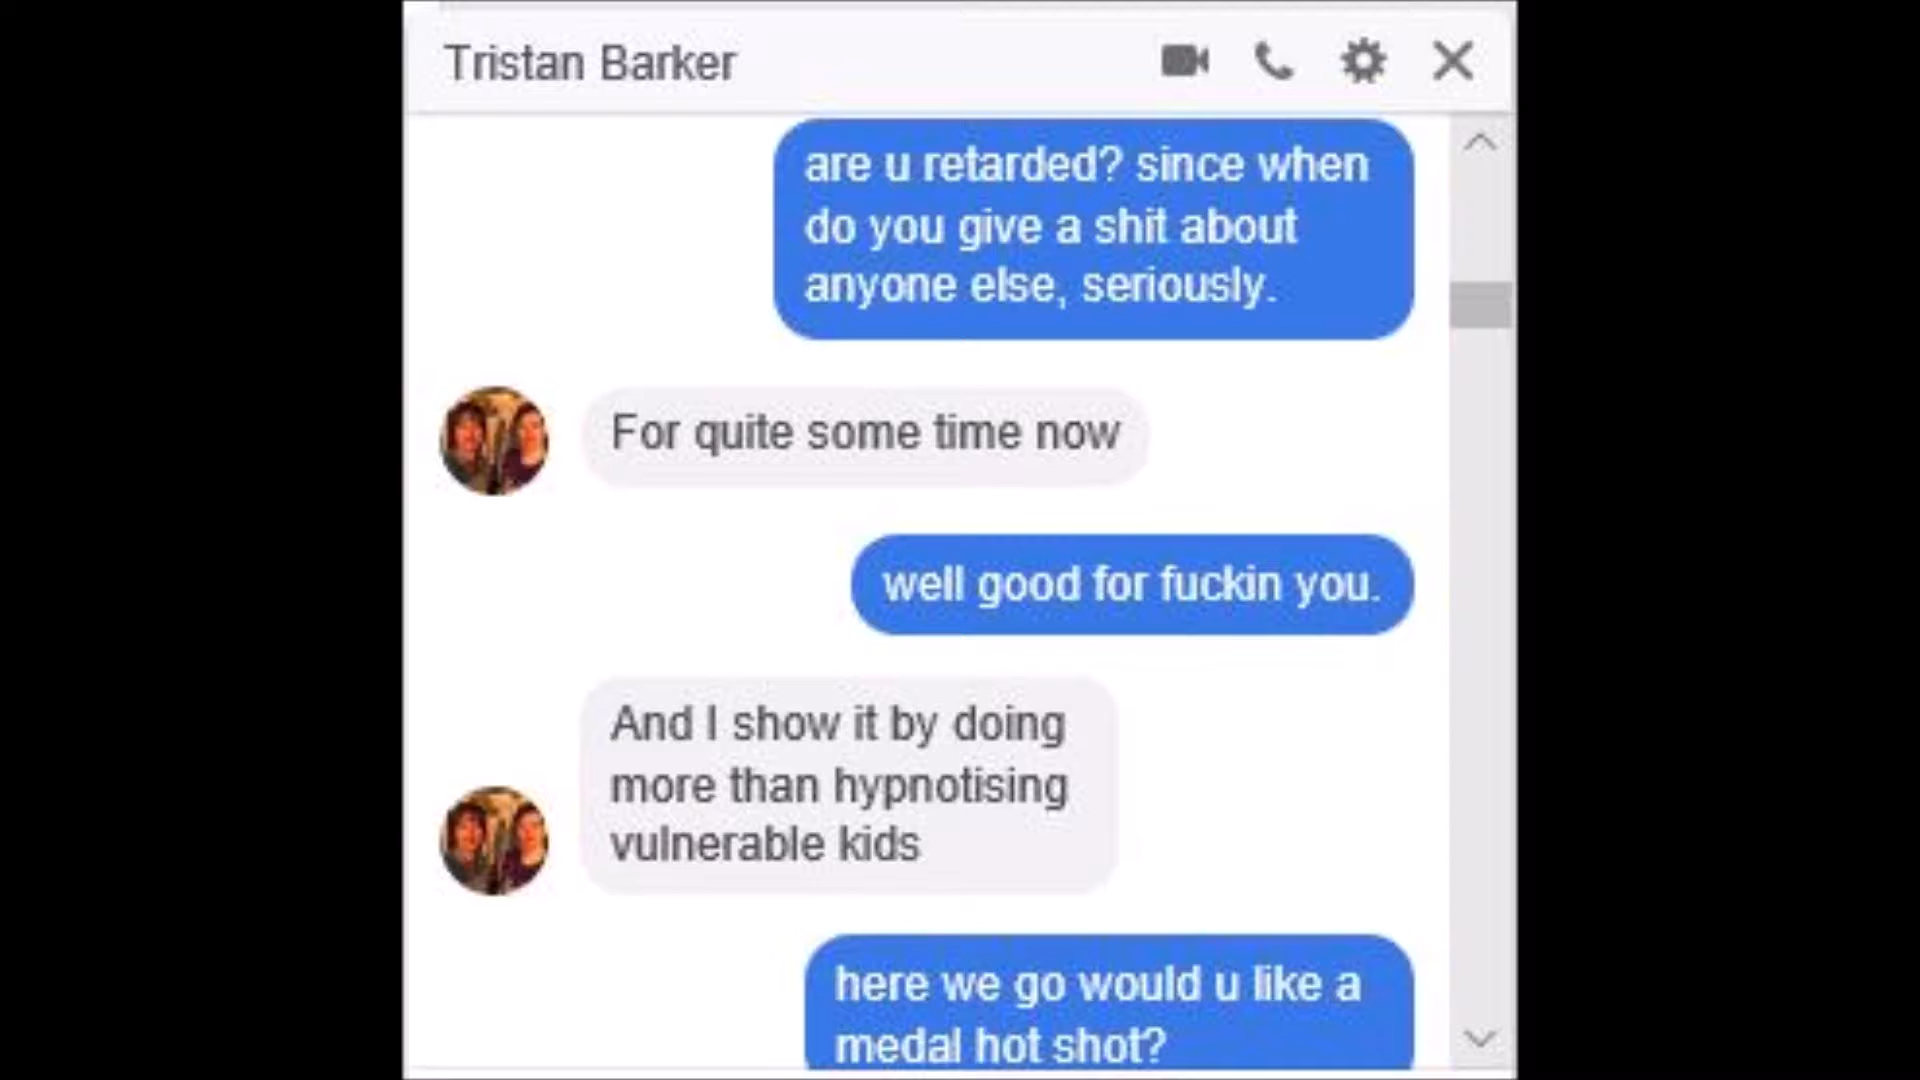 Tristan Barker
are u retarded? since when
do you give a shit about
anyone else, seriously.
For quite some time now
well good for fuckin you.
And I show it by doing
more than hypnotising
vulnerable kids
here we go would u like a
medal hot shot?